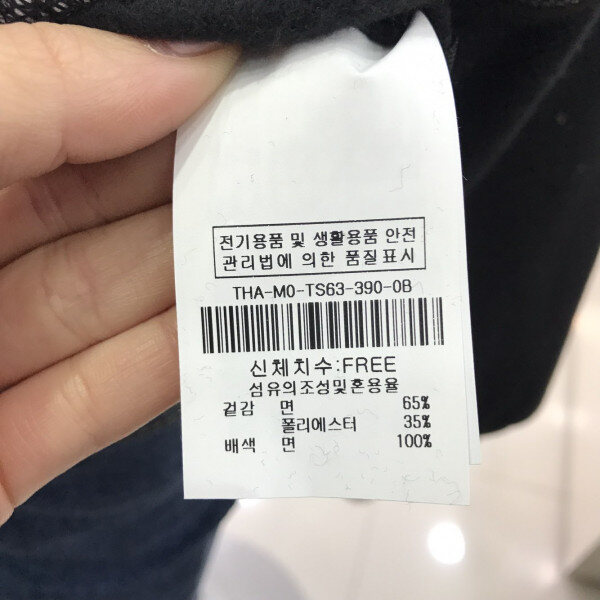 전기용품 및 생활용품 안전
관리법에 의한 품질표시
THA-M0-TS63-390-0B
신체치수:FREE
섬유의조성및혼용율
겉감 면 65%
폴리에스터 35%
배색 면 100%